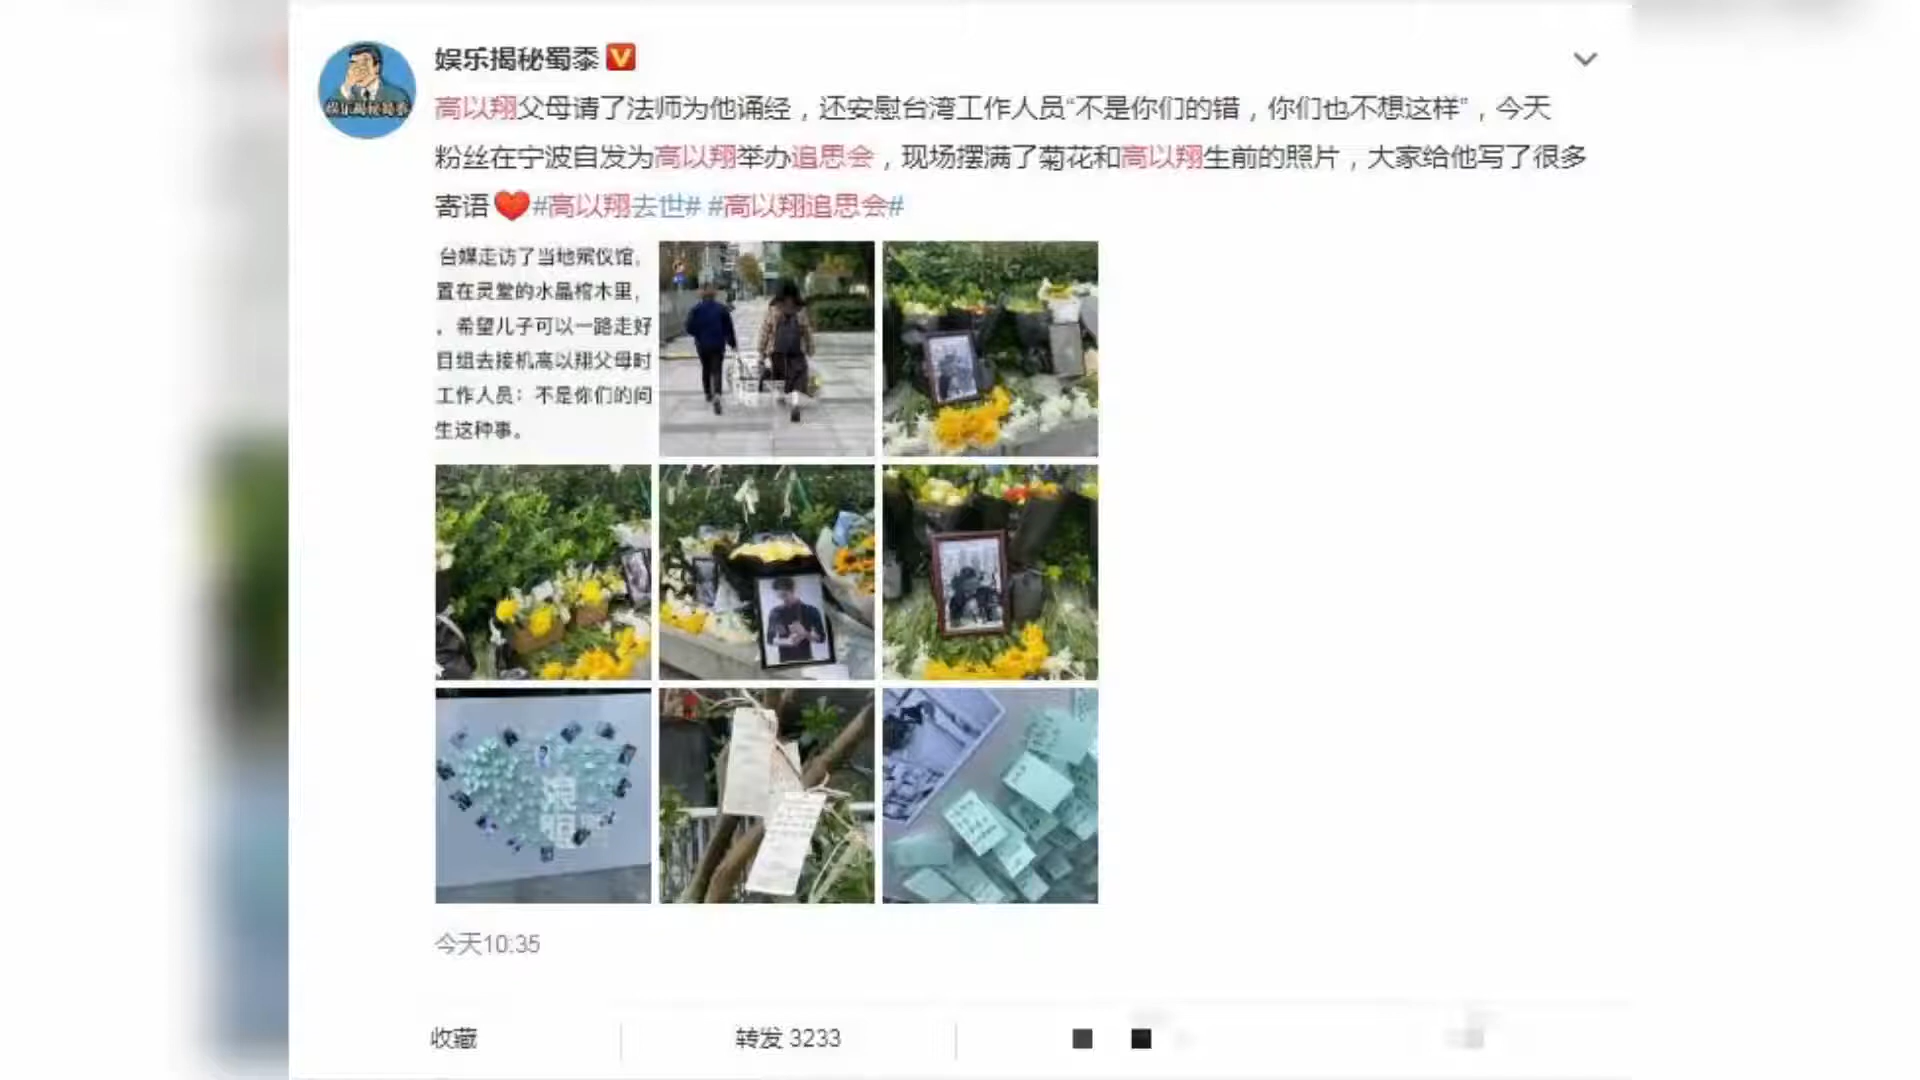 娱乐揭秘蜀黍
高以翔父母请了法师为他诵经，还安慰台湾工作人员“不是你们的错，你们也不想这样”，今天
粉丝在宁波自发为高以翔举办追思会，现场摆满了菊花和高以翔生前的照片，大家给他写了很多
寄语#高以翔去世# #高以翔追思会#
娱乐揭秘蜀黍
台媒走访了当地殡仪馆，
置在灵堂的水晶棺木里，
，希望儿子可以一路走好
目组去接机高以翔父母时
工作人员：不是你们的问
生这种事。
今天10:35
收藏
转发 3233